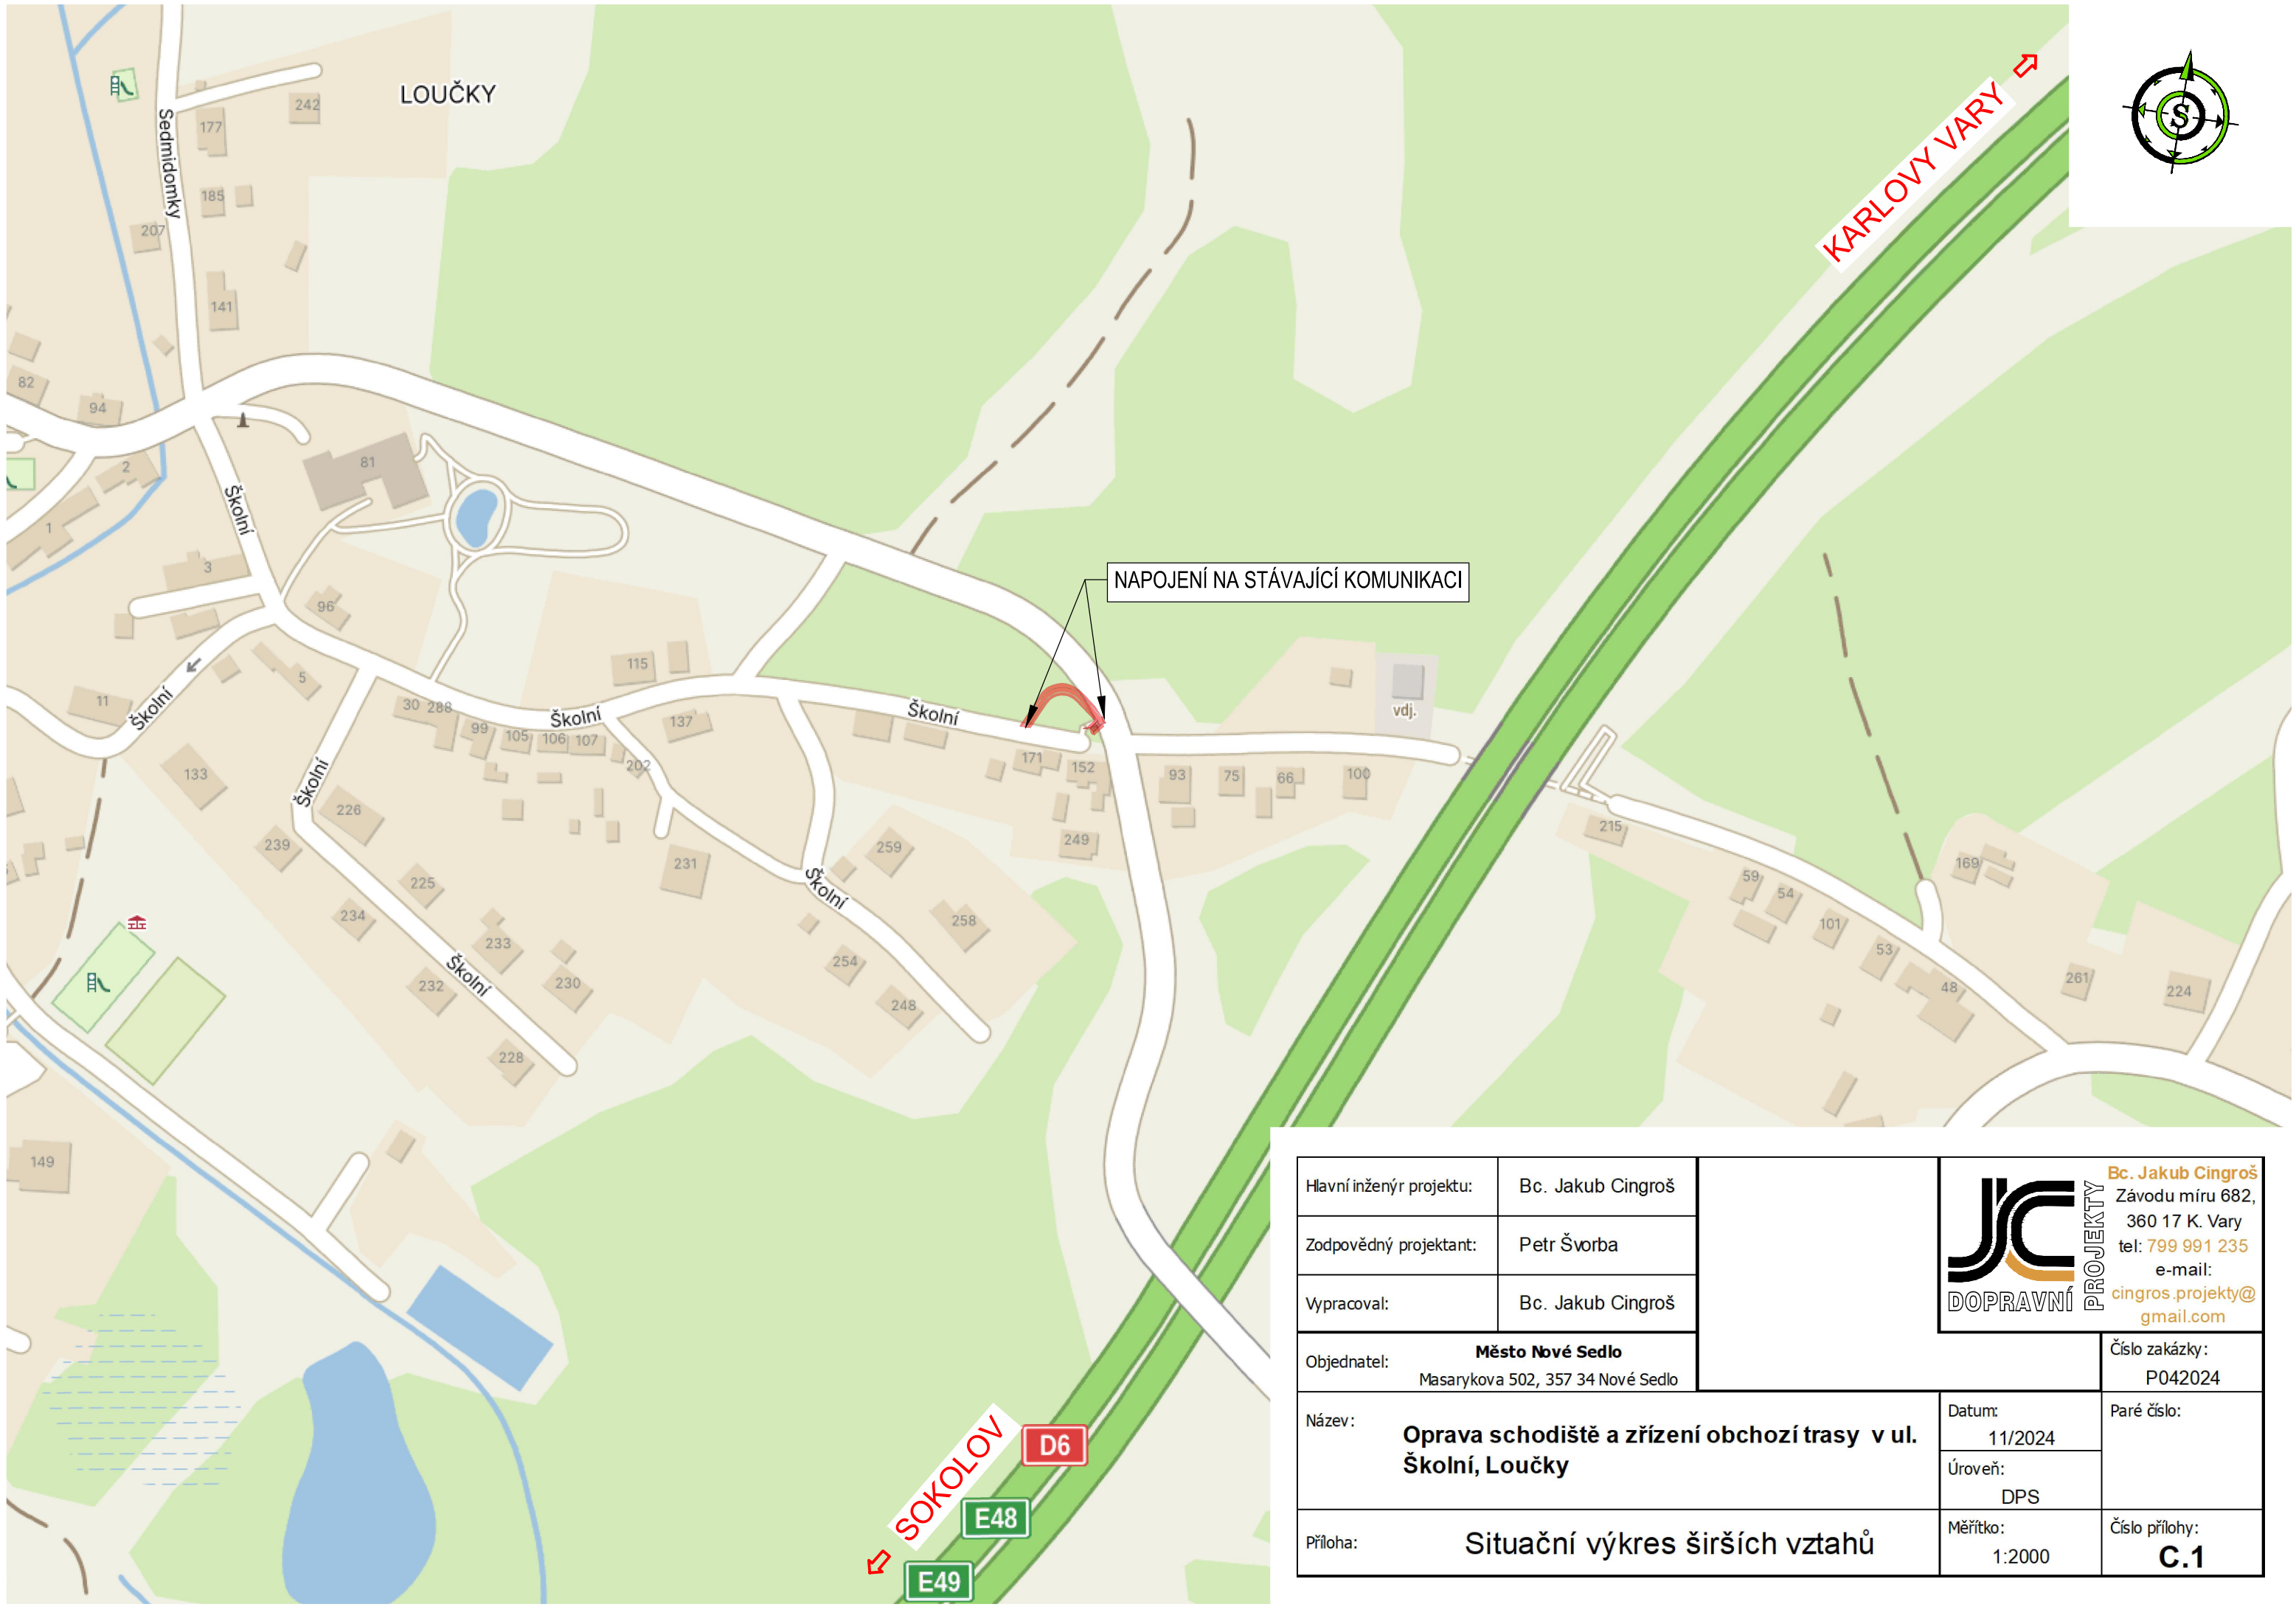 LOUČKY
KARLOVY VARY
S
242
177
Sedmidomky
185
207
141
82
94
81
2
Školní
1
3
NAPOJENÍ NA STÁVAJÍCÍ KOMUNIKACI
96
115
5
11
Školní
30
288
99
105
106
107
Školní
137
202
Školní
vdj.
171
152
93
75
66
100
133
Školní
226
239
249
215
259
231
225
234
Školní
59
54
169
101
53
258
233
Školní
254
232
230
248
48
261
224
228
149
SOKOLOV
D6
E48
E49
Hlavní inženýr projektu:
Bc. Jakub Cingroš
Zodpovědný projektant:
Petr Švorba
Vypracoval:
Bc. Jakub Cingroš
JC
DOPRAVNÍ
PROJEKTY
Bc. Jakub Cingroš
Závodu míru 682,
360 17 K. Vary
tel: 799 991 235
e-mail:
cingros.projekty@
gmail.com
Objednatel:
Město Nové Sedlo
Masarykova 502, 357 34 Nové Sedlo
Číslo zakázky:
P042024
Název:
Oprava schodiště a zřízení obchozí trasy v ul.
Školní, Loučky
Datum:
11/2024
Paré číslo:
Úroveň:
DPS
Příloha:
Situační výkres širších vztahů
Měřítko:
1:2000
Číslo přílohy:
C.1